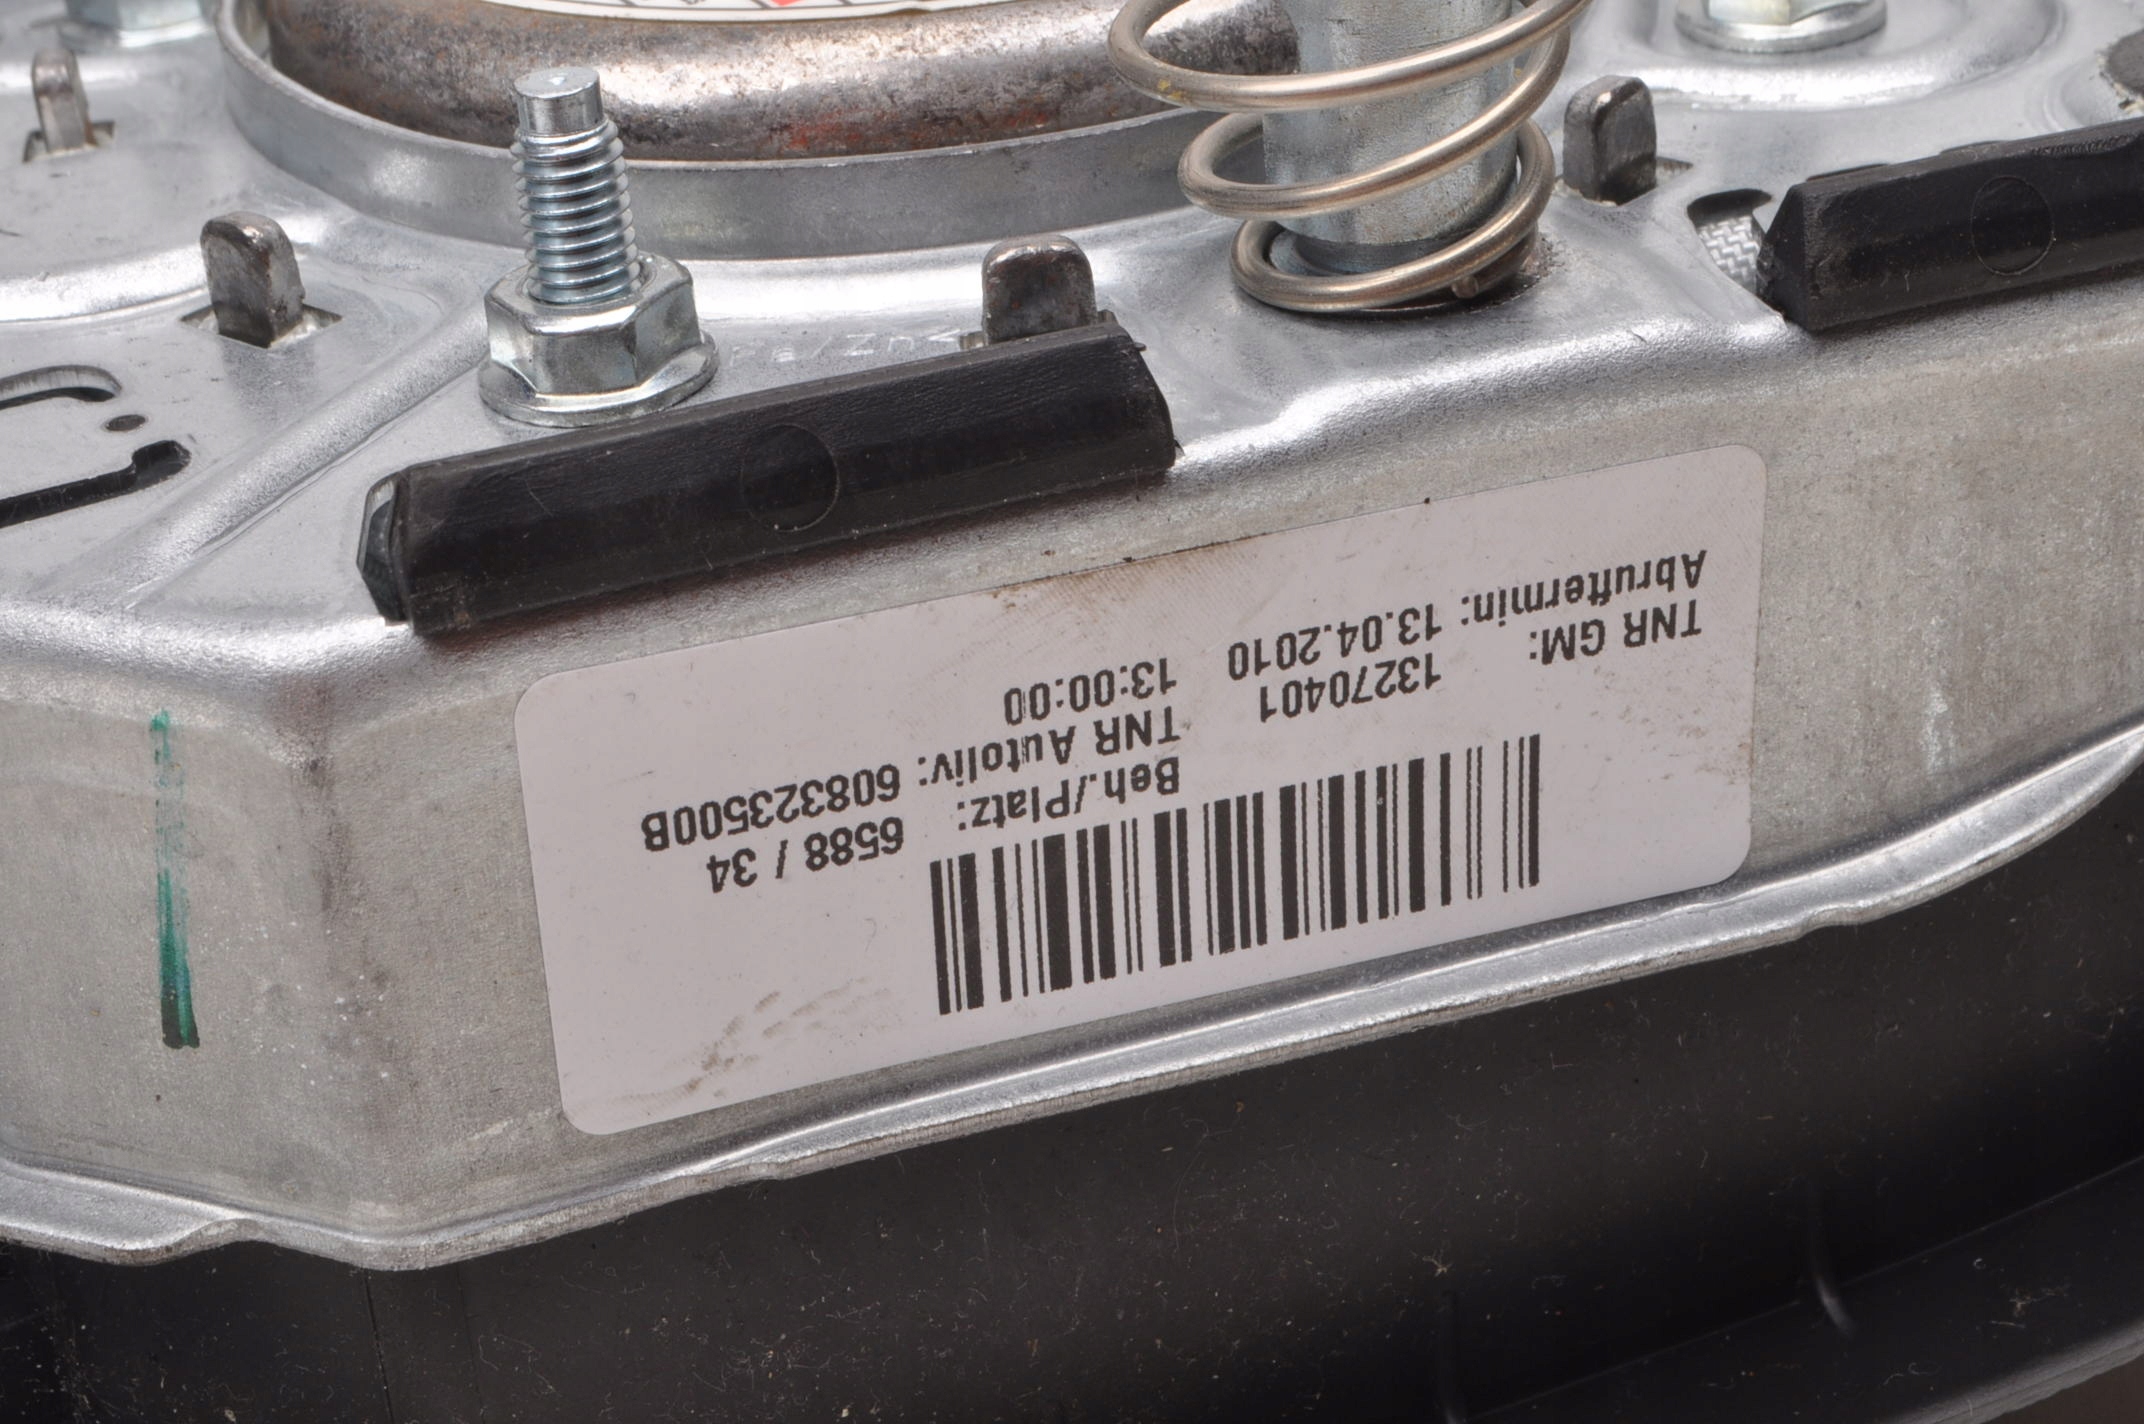 Abruftermin: 13.04.2010 13:00:00
TNR GM: 13270401 TNR Autoliv: 608323500B
Beh./Platz: 6588 / 34